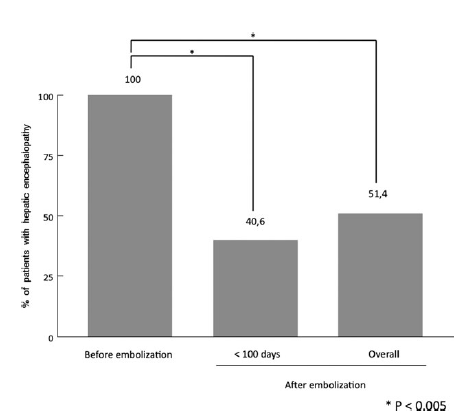 *
*
100
51,4
40,6
% of patients with hepatic encephalopathy
100
75
50
25
0
Before embolization
< 100 days
Overall
After embolization
* P < 0.005